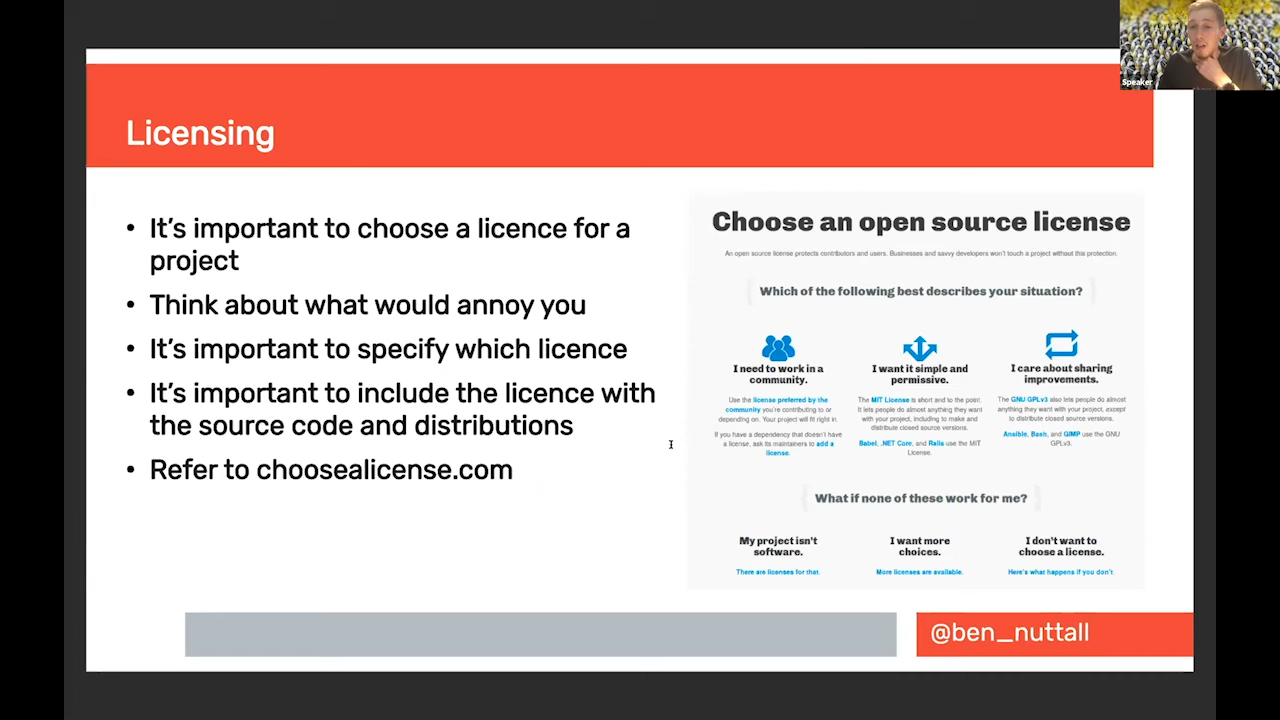 Speaker
Licensing
• It's important to choose a licence for a
project
• Think about what would annoy you
• It's important to specify which licence
• It's important to include the licence with
the source code and distributions
• Refer to choosealicense.com
Choose an open source license
An open source license protects contributors and users. Businesses and savvy developers won't touch a project without this protection.
Which of the following best describes your situation?
I need to work in a
community.
Use the license preferred by the
community you're contributing to or
depending on. Your project will fit right in.
If you have a dependency that doesn't have
a license, ask its maintainers to add a
license.
I want it simple and
permissive.
The MIT License is short and to the point.
It lets people do almost anything they want
with your project, including to make and
distribute closed source versions.
Babel, .NET Core, and Rails use the MIT
License.
I care about sharing
improvements.
The GNU GPLv3 also lets people do almost
anything they want with your project, except
to distribute closed source versions.
Ansible, Bash, and GIMP use the GNU
GPLv3.
What if none of these work for me?
My project isn't
software.
There are licenses for that.
I want more
choices.
More licenses are available.
I don't want to
choose a license.
Here's what happens if you don't.
@ben_nuttall